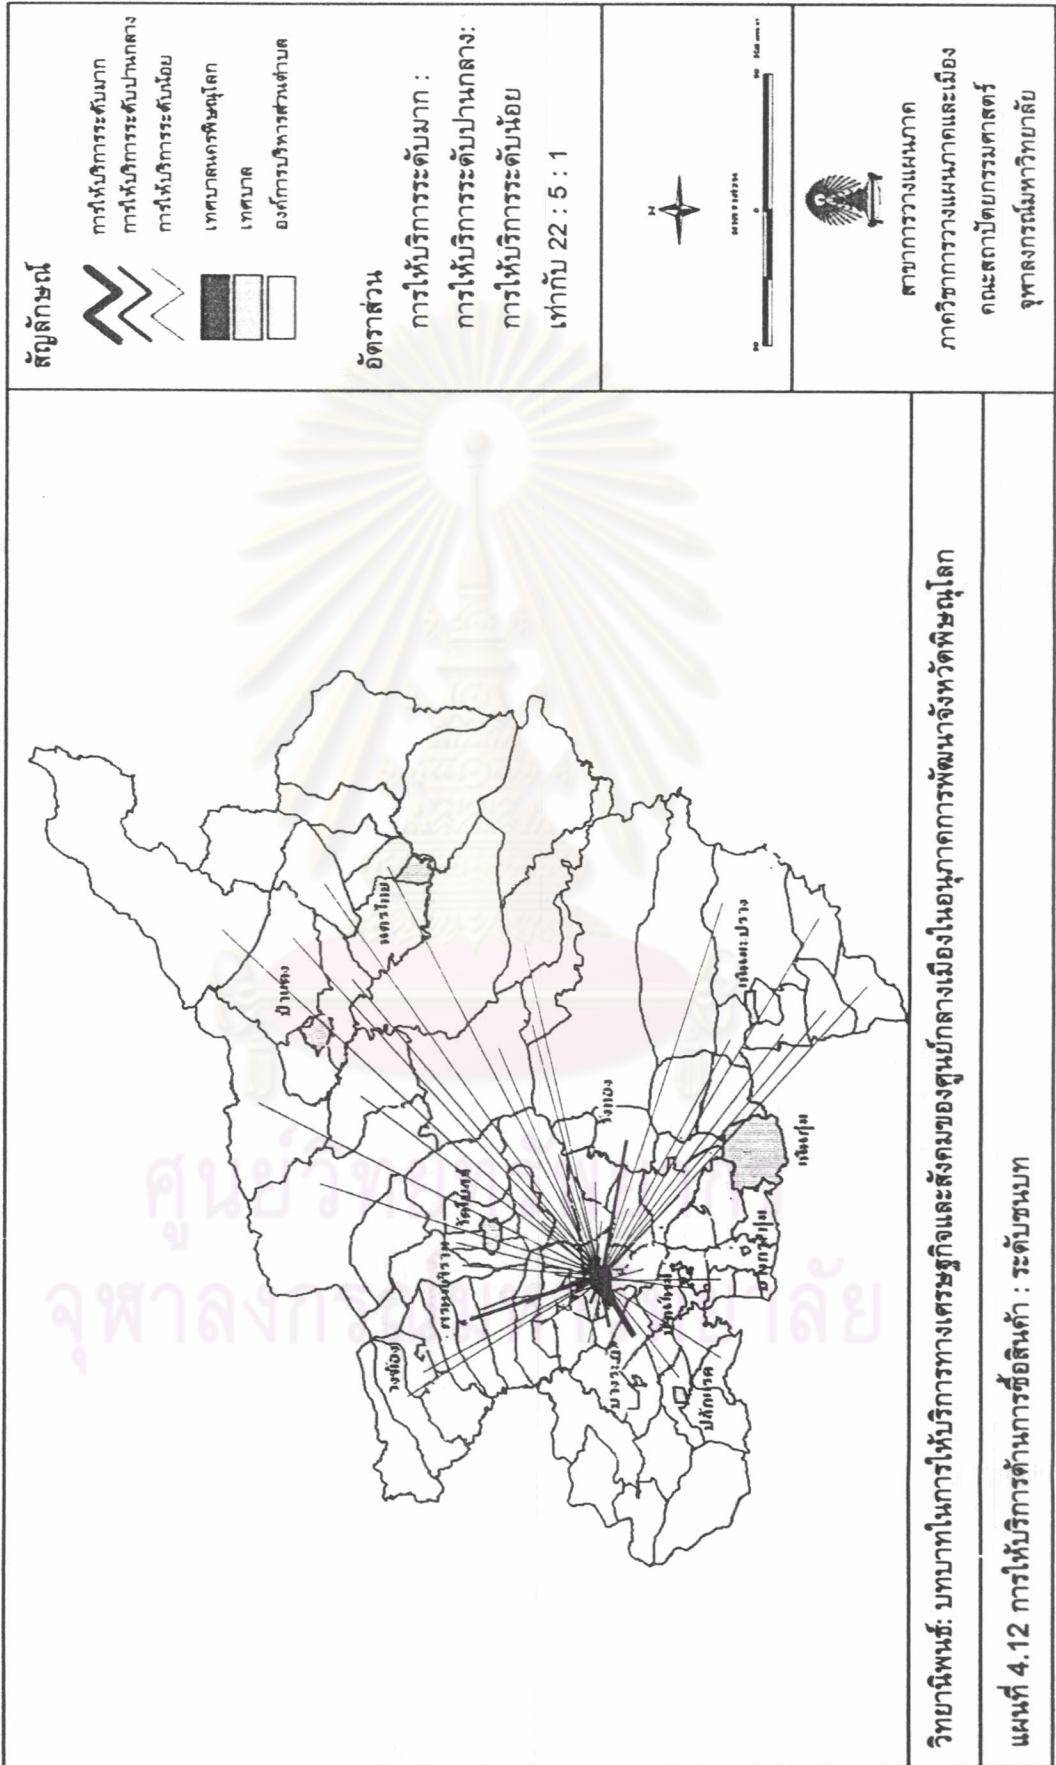 สัญลักษณ์
การให้บริการระดับมาก
การให้บริการระดับปานกลาง
การให้บริการระดับน้อย
เทศบาลนครพิษณุโลก
เทศบาล
องค์การบริหารส่วนตำบล
อัตราส่วน
การให้บริการระดับมาก :
การให้บริการระดับปานกลาง:
การให้บริการระดับน้อย
เท่ากับ 22 : 5 : 1
N
มาตราส่วน
สาขาการวางแผนภาค
ภาควิชาการวางแผนภาคและเมือง
คณะสถาปัตยกรรมศาสตร์
จุฬาลงกรณ์มหาวิทยาลัย
ป่าแดง
นครไทย
วงฆ้อง
พรหมพิราม
วัดโบสถ์
วังทอง
เนินมะปราง
บางระกำ
ปลักแรด
บางกระทุ่ม
เนินกุ่ม
ศูนย์วิทยทรัพยากร
จุฬาลงกรณ์มหาวิทยาลัย
วิทยานิพนธ์: บทบาทในการให้บริการทางเศรษฐกิจและสังคมของศูนย์กลางเมืองในอนุภาคการพัฒนาจังหวัดพิษณุโลก
แผนที่ 4.12 การให้บริการด้านการซื้อสินค้า : ระดับชนบท